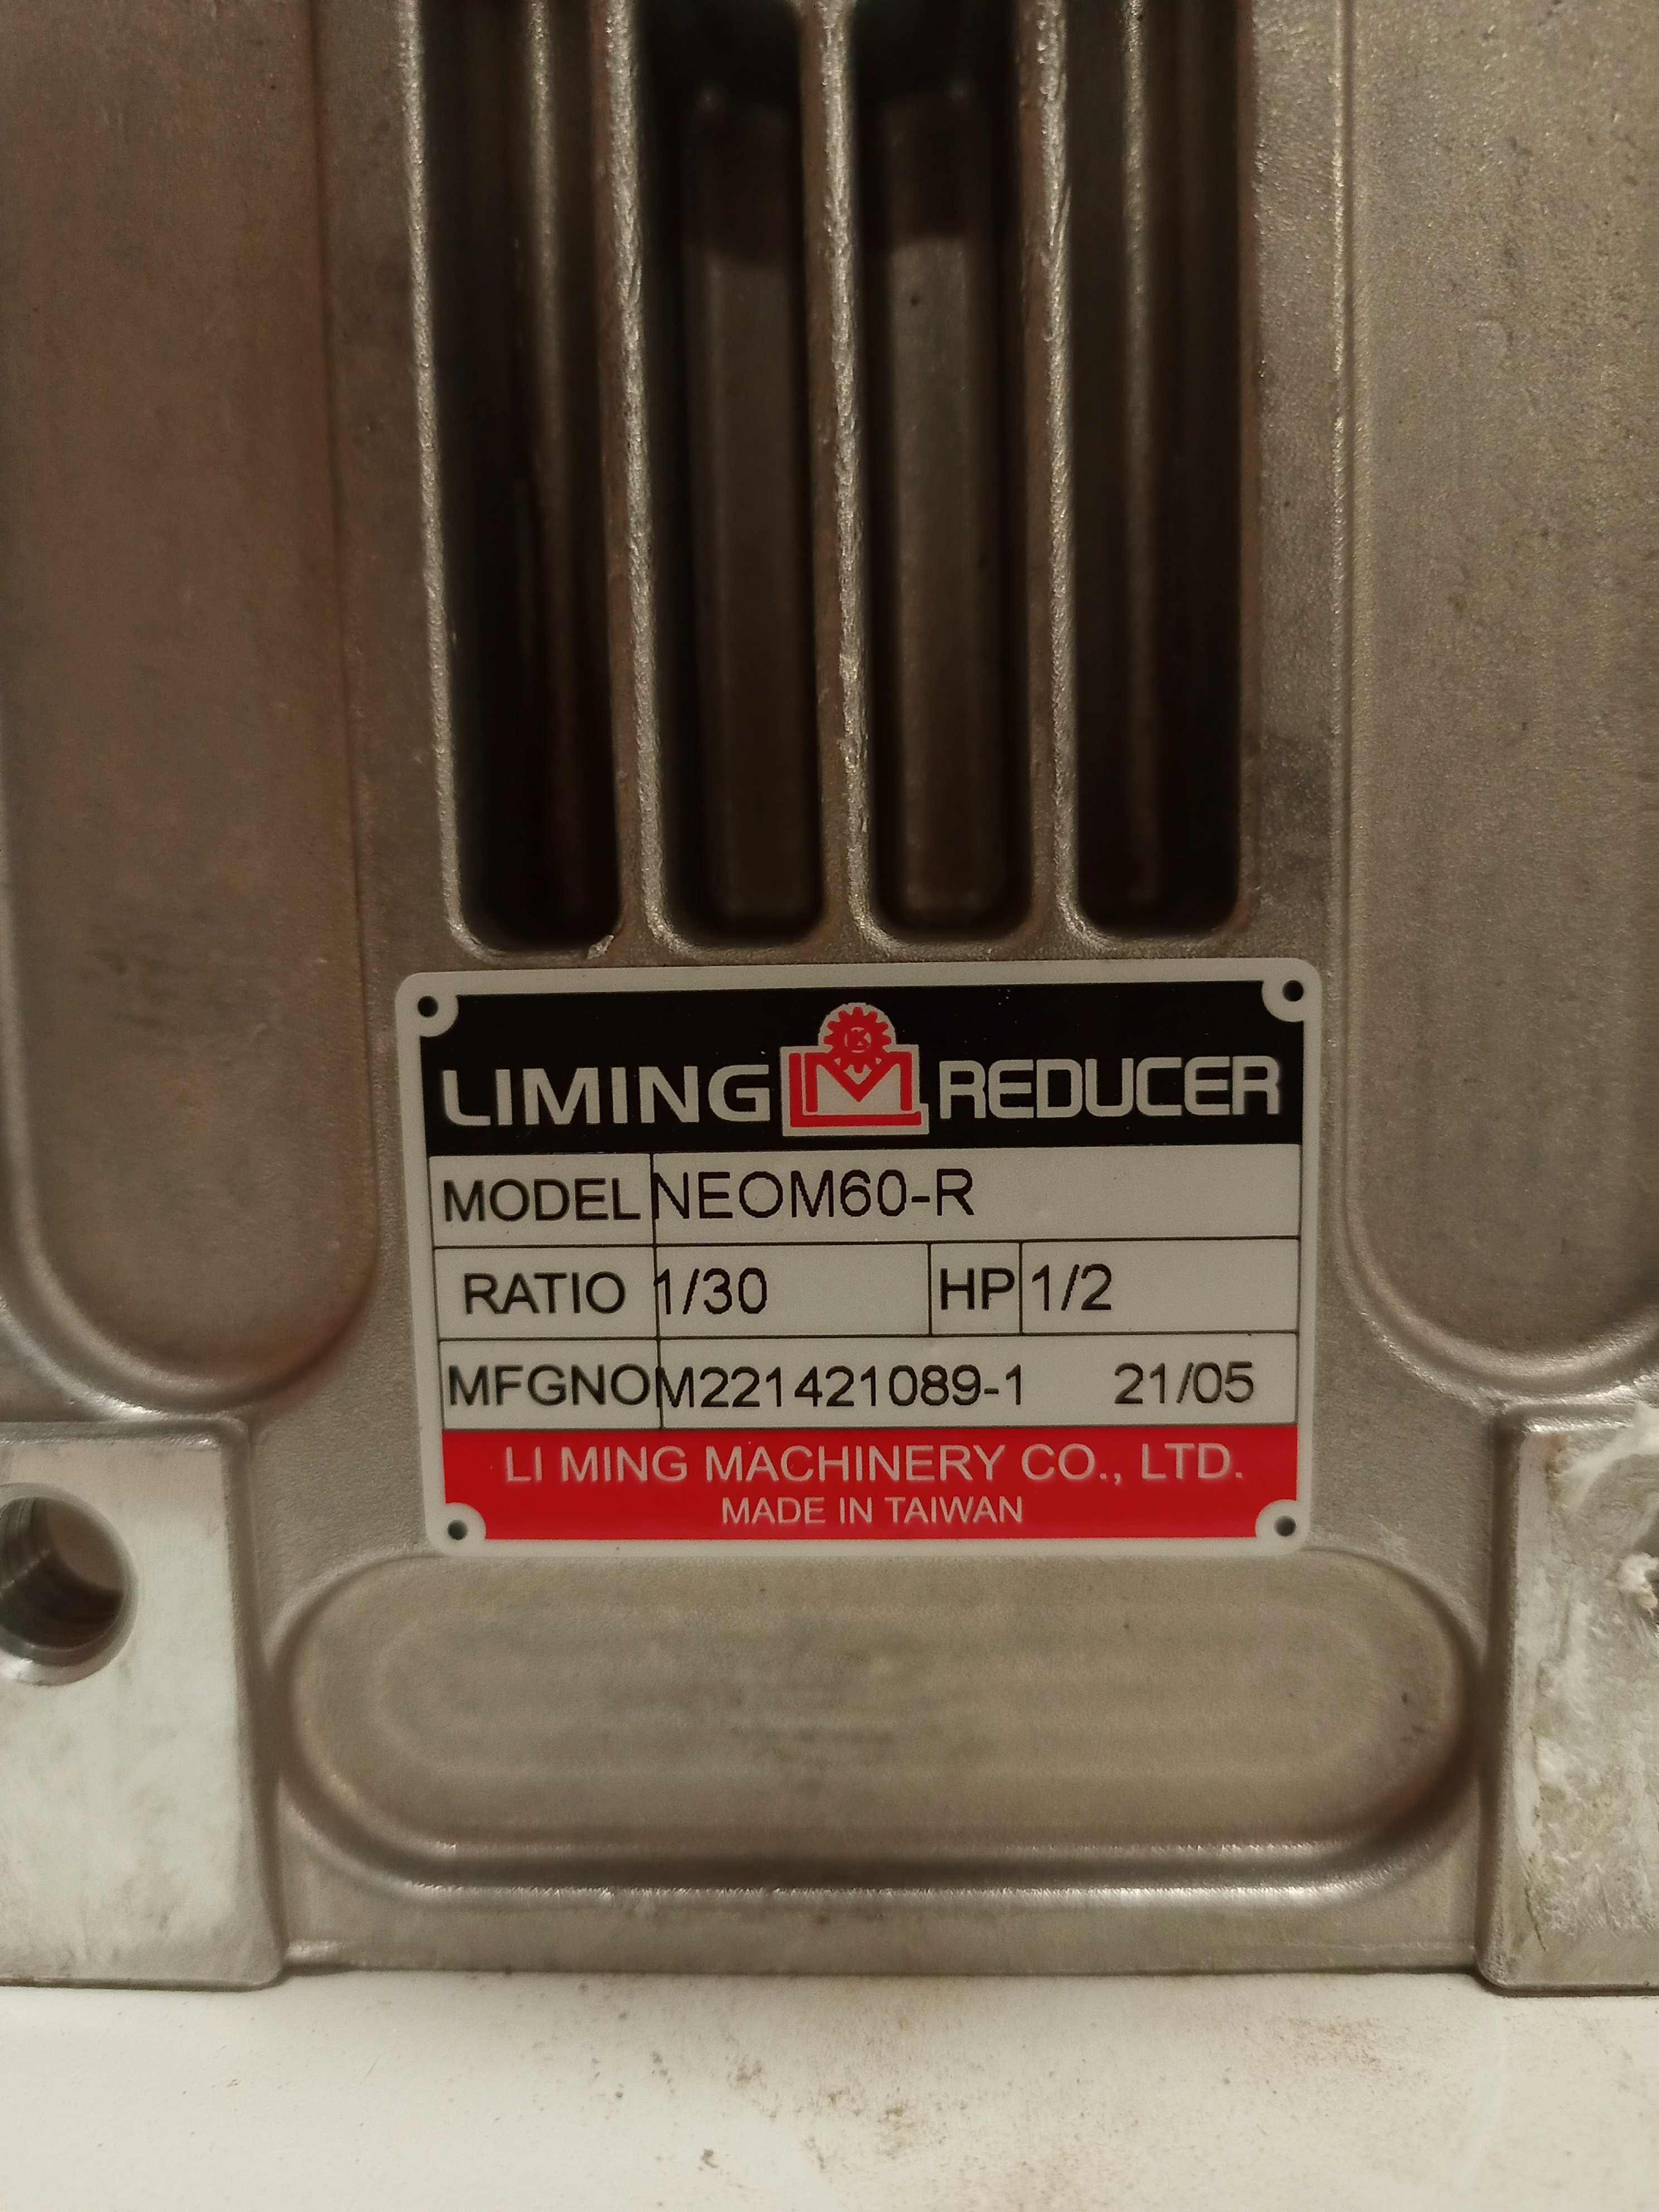 LIMING REDUCER
MODEL NEOM60-R
RATIO 1/30 HP 1/2
MFGNO M221421089-1 21/05
LI MING MACHINERY CO., LTD.
MADE IN TAIWAN